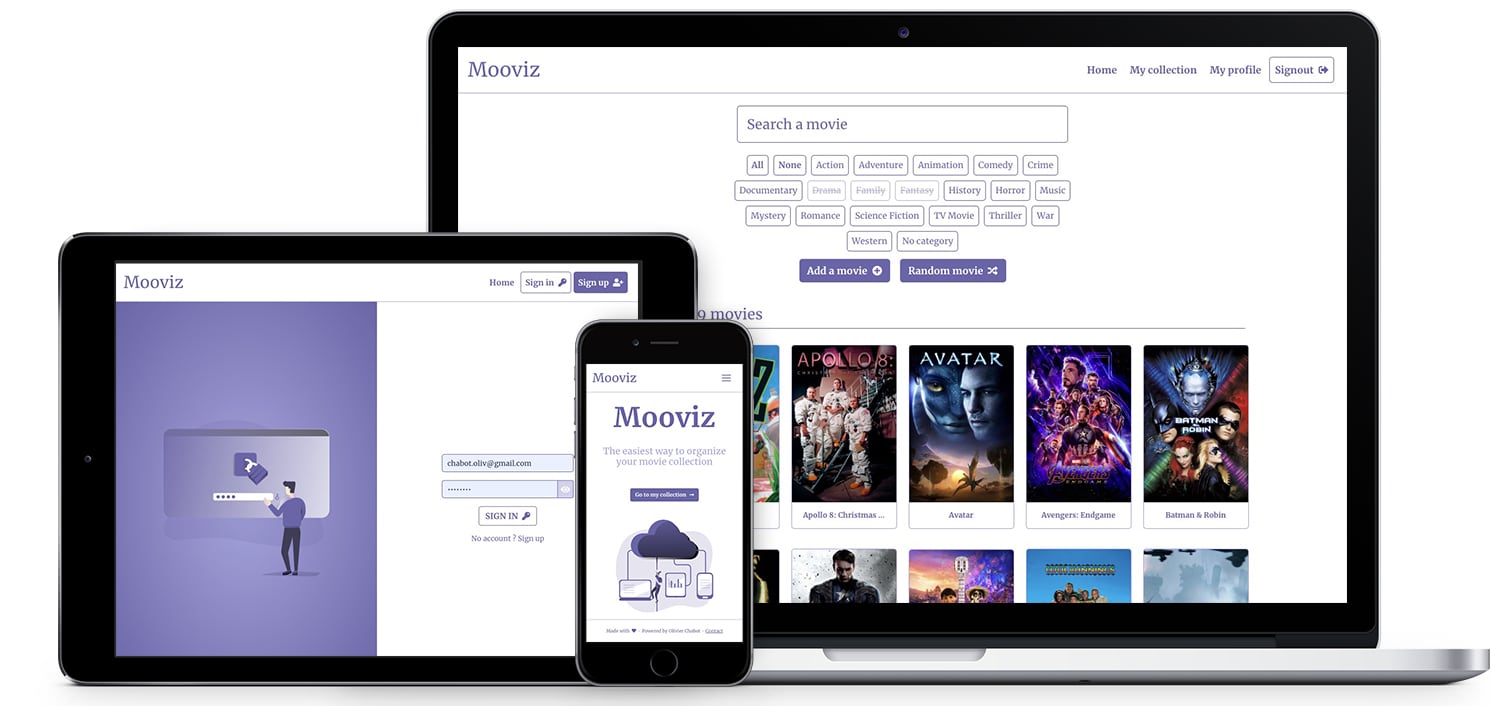 Mooviz
Home My collection My profile Signout
Search a movie
All None Action Adventure Animation Comedy Crime
Documentary Drama Family Fantasy History Horror Music
Mystery Romance Science Fiction TV Movie Thriller War
Western No category
Add a movie Random movie
9 movies
APOLLO 8:
AVATAR
AVENGERS
ENDGAME
BATMAN
& ROBIN
Apollo 8: Christmas ...
Avatar
Avengers: Endgame
Batman & Robin
COOL RUNNINGS
Mooviz
Home Sign in Sign up
chabot.oliv@gmail.com
••••••••
SIGN IN
No account ? Sign up
Mooviz
Mooviz
The easiest way to organize
your movie collection
Go to my collection →
Made with ♥ - Powered by Olivier Chabot - Contact